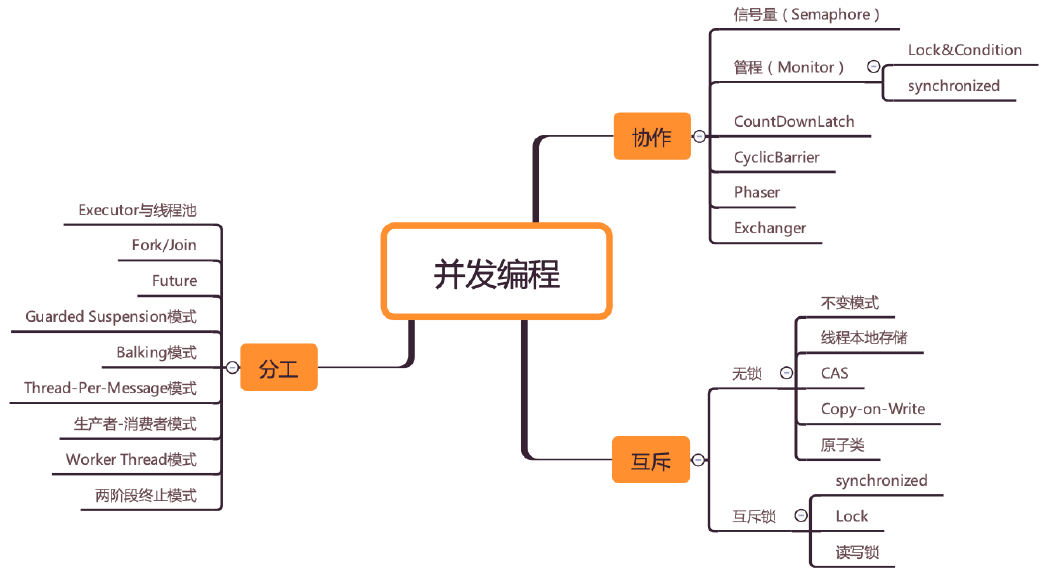 并发编程
协作
信号量（Semaphore）
管程（Monitor）
Lock&Condition
synchronized
CountDownLatch
CyclicBarrier
Phaser
Exchanger
分工
Executor与线程池
Fork/Join
Future
Guarded Suspension模式
Balking模式
Thread-Per-Message模式
生产者-消费者模式
Worker Thread模式
两阶段终止模式
互斥
无锁
不变模式
线程本地存储
CAS
Copy-on-Write
原子类
互斥锁
synchronized
Lock
读写锁